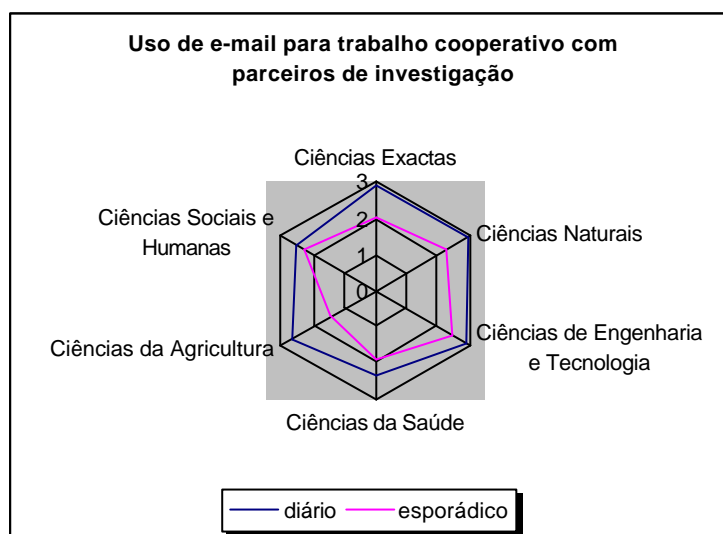 Uso de e-mail para trabalho cooperativo com
parceiros de investigação
Ciências Exactas
3
2
1
0
Ciências Naturais
Ciências de Engenharia
e Tecnologia
Ciências da Saúde
Ciências da Agricultura
Ciências Sociais e
Humanas
diário
esporádico